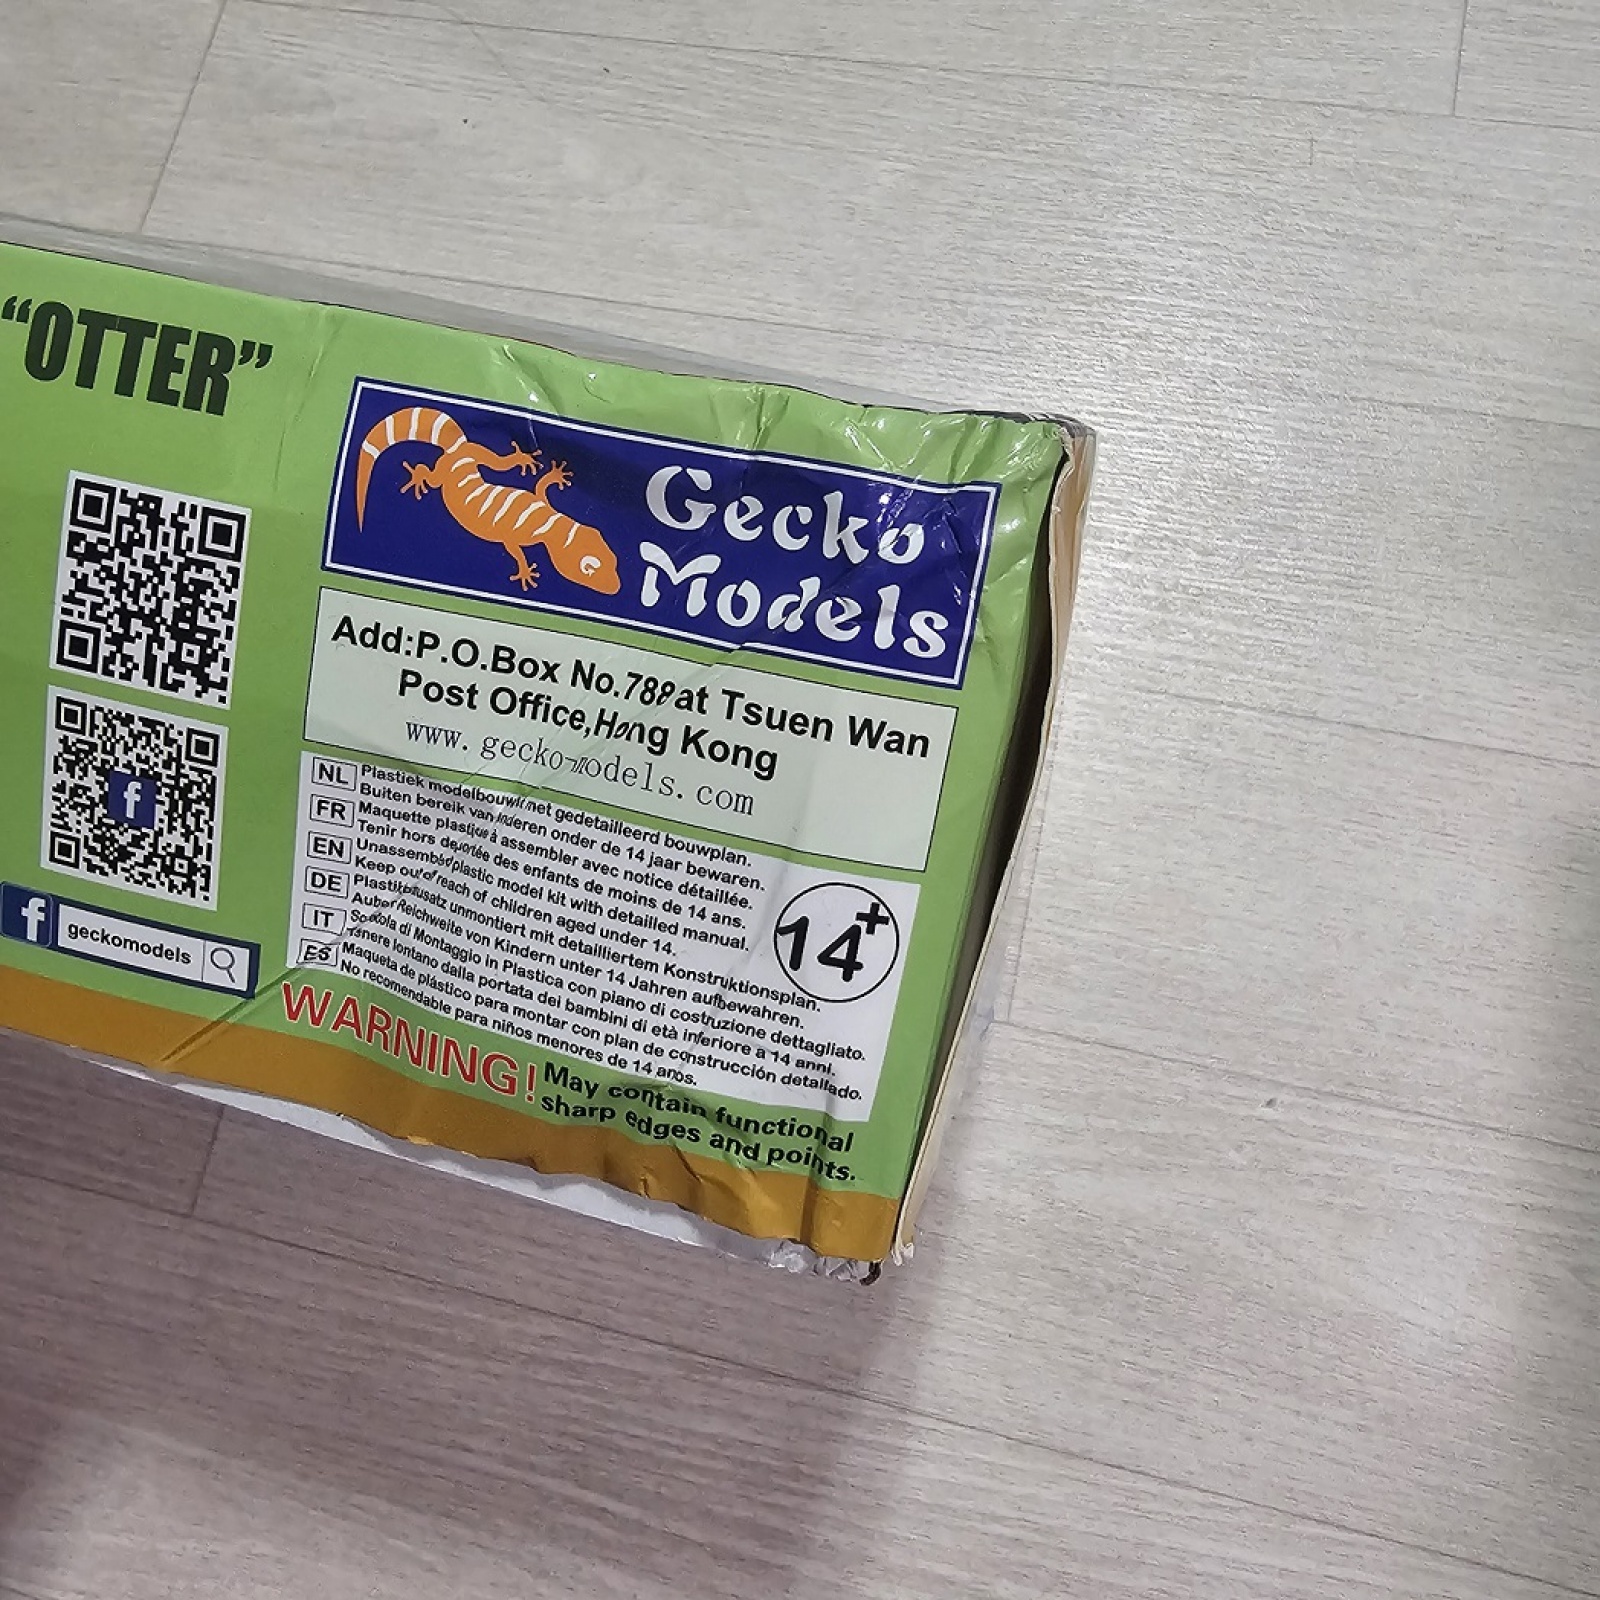 “OTTER”
Gecko
Models
Add:P.O.Box No.788 at Tsuen Wan
Post Office,Hong Kong
www.gecko-models.com
NL Plastiek modelbouwkit met gedetailleerd bouwplan.
Buiten bereik van kinderen onder de 14 jaar bewaren.
FR Maquette plastique à assembler avec notice détaillée.
Tenir hors de portée des enfants de moins de 14 ans.
EN Unassembled plastic model kit with detailled manual.
Keep out of reach of children aged under 14.
DE Plastikbausatz unmontiert mit detailliertem Konstruktionsplan.
Außer Reichweite von Kindern unter 14 Jahren aufbewahren.
IT Scatola di Montaggio in Plastica con piano di costruzione dettagliato.
Tenere lontano dalla portata dei bambini di età inferiore a 14 anni.
ES Maqueta de plástico para montar con plan de construcción detallado.
No recomendable para niños menores de 14 anos.
14+
f
f geckomodels
WARNING! May contain functional
sharp edges and points.